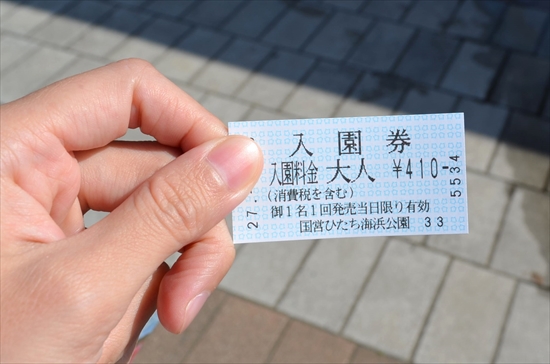 入園券
入園料金 大人 ¥410-
(消費税を含む)
御1名1回発売当日限り有効
国営ひたち海浜公園 33
27.
5534